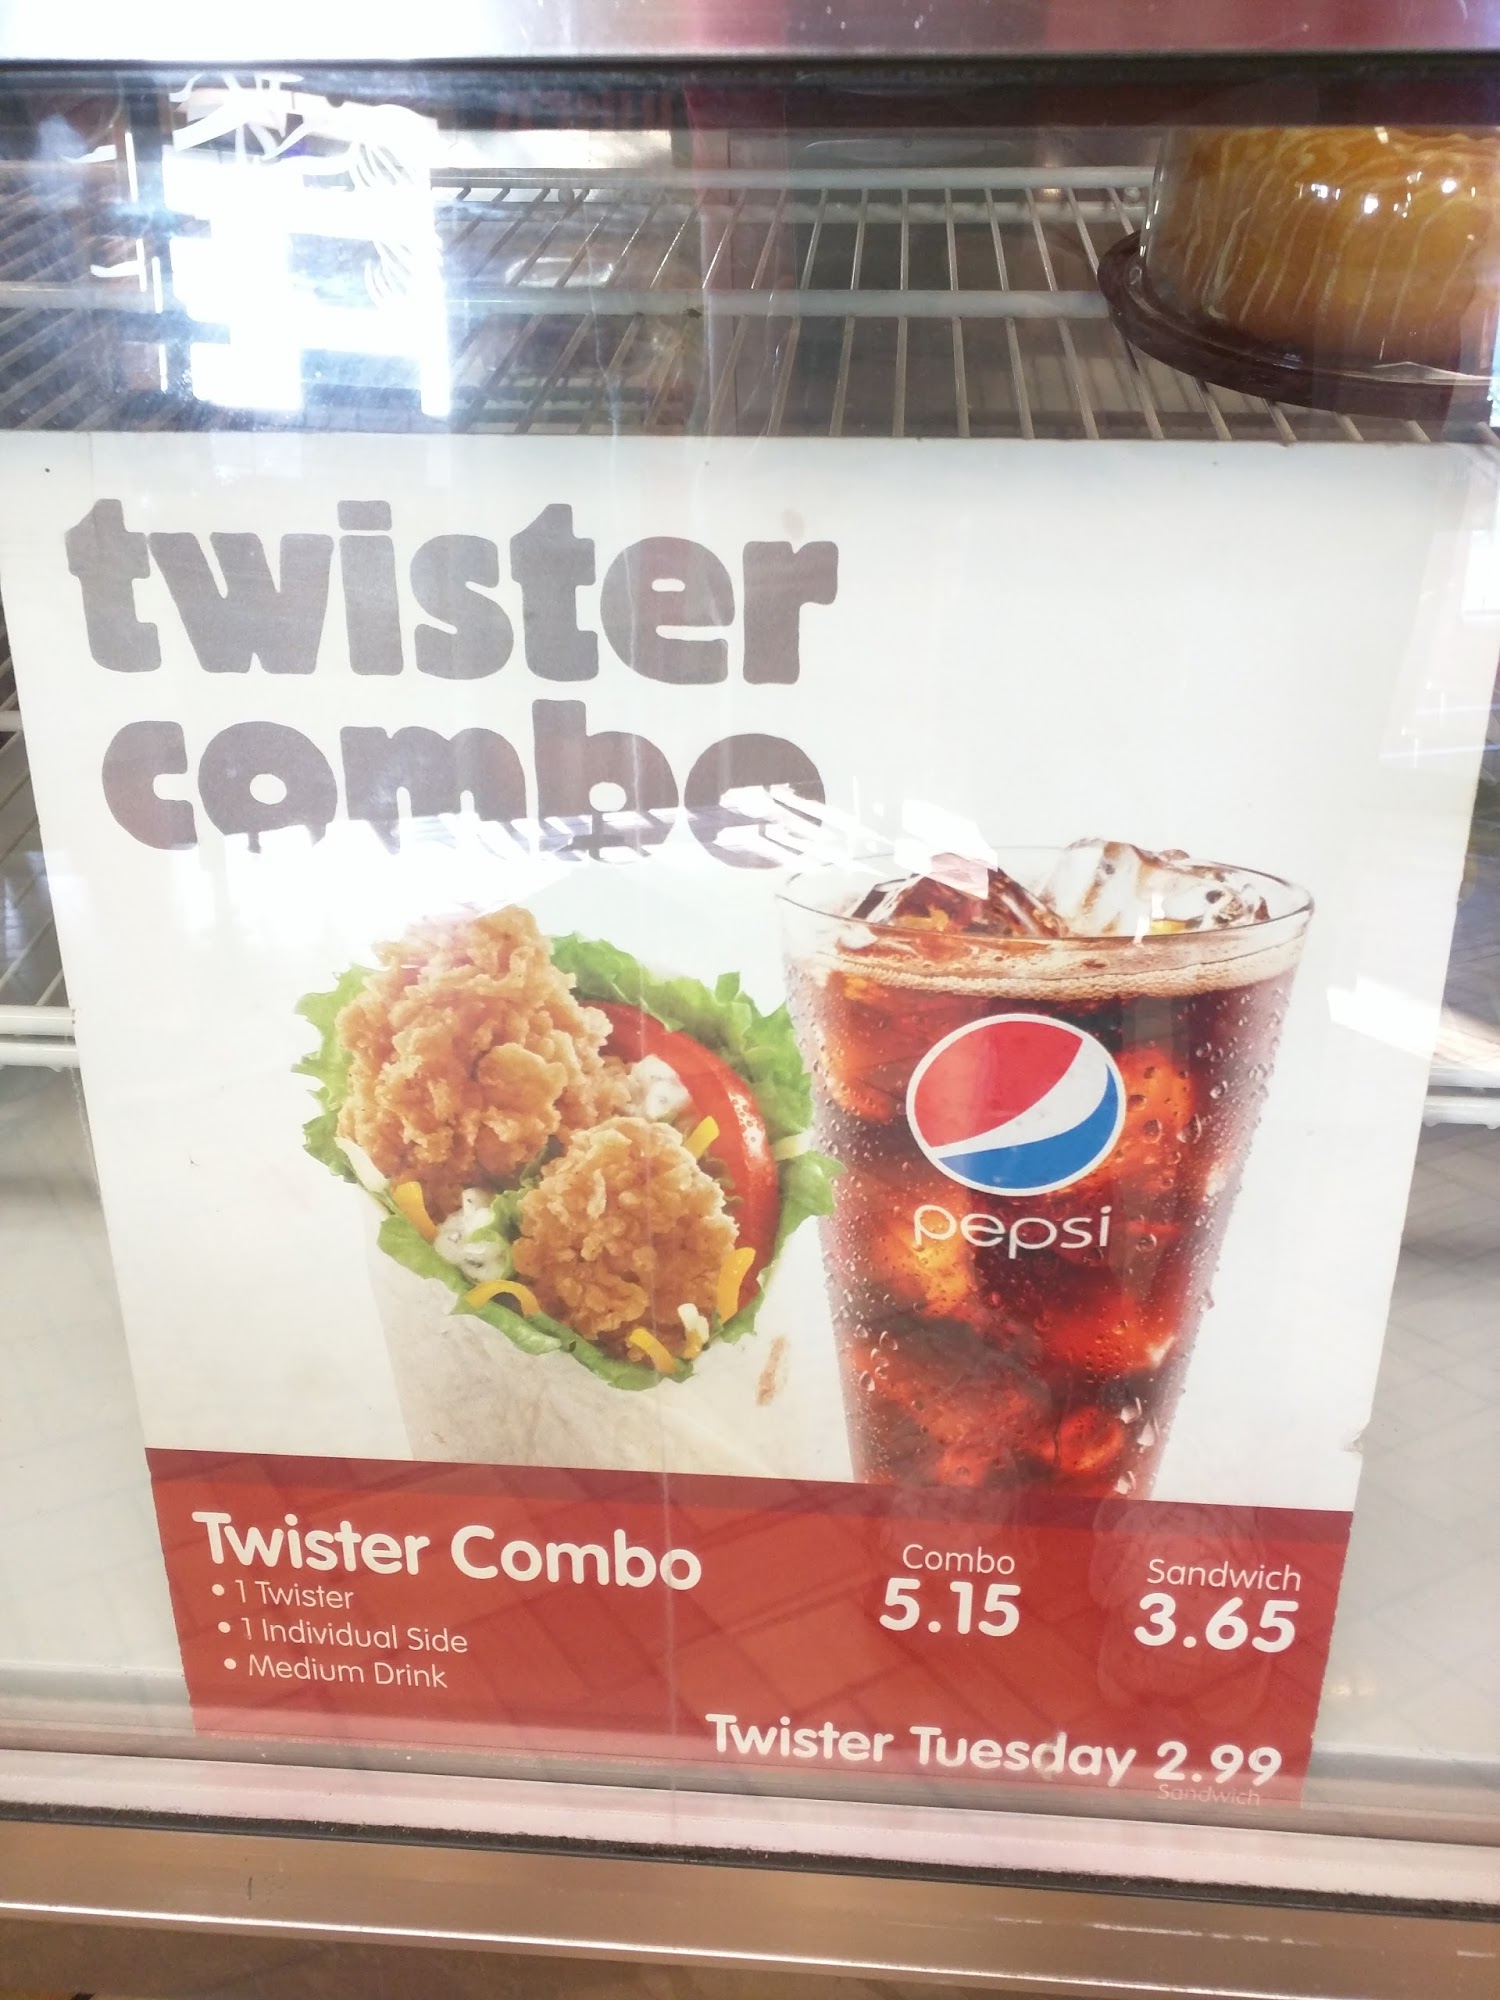 twister
combo
pepsi
Twister Combo
• 1 Twister
• 1 Individual Side
• Medium Drink
Combo
5.15
Sandwich
3.65
Twister Tuesday 2.99
Sandwich